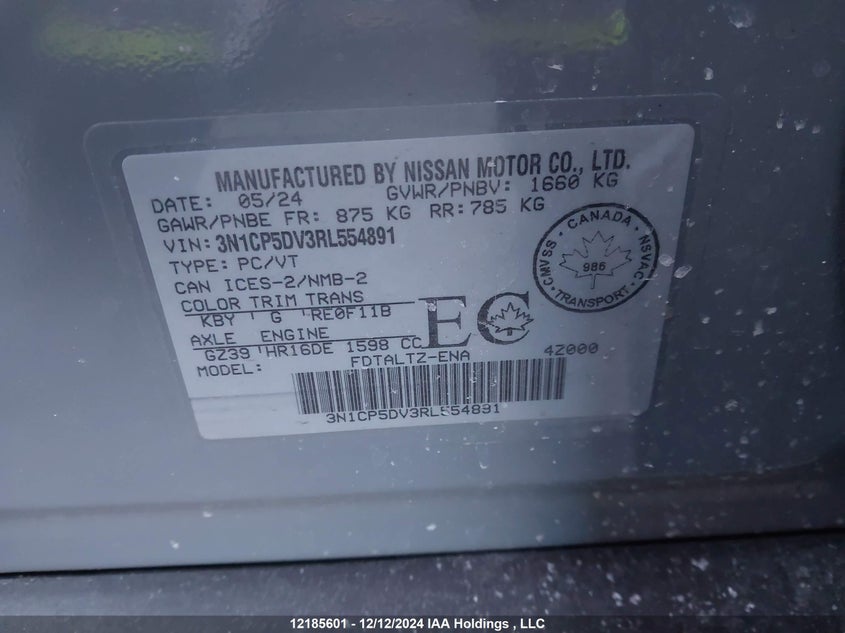 MANUFACTURED BY NISSAN MOTOR CO., LTD.
DATE: 05/24 GVWR/PNBV: 1660 KG
GAWR/PNBE FR: 875 KG RR: 785 KG
VIN: 3N1CP5DV3RL554891
TYPE: PC/VT
CAN ICES-2/NMB-2
COLOR TRIM TRANS
KBY G RE0F11B
AXLE ENGINE
GZ39 HR16DE 1598 CC
MODEL: FDTALTZ-ENA 4Z000
EC
CANADA
CMVSS 986 NSVAC
TRANSPORT
3N1CP5DV3RL554891
12185601 - 12/12/2024 IAA Holdings , LLC